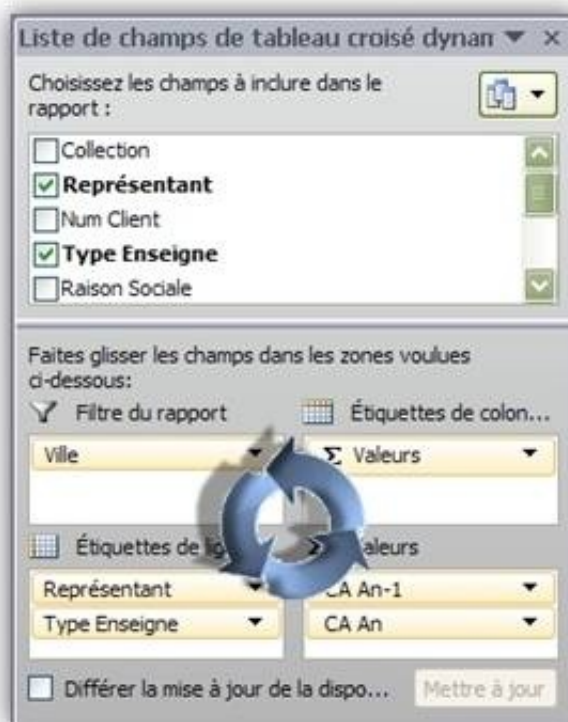 Liste de champs de tableau croisé dynam
Choisissez les champs à inclure dans le
rapport :
Collection
Représentant
Num Client
Type Enseigne
Raison Sociale
Faites glisser les champs dans les zones voulues
ci-dessous:
Filtre du rapport
Étiquettes de colon...
Ville
Σ Valeurs
Étiquettes de
Représentant
CA An-1
Type Enseigne
CA An
Différer la mise à jour de la dispo...
Mettre à jour